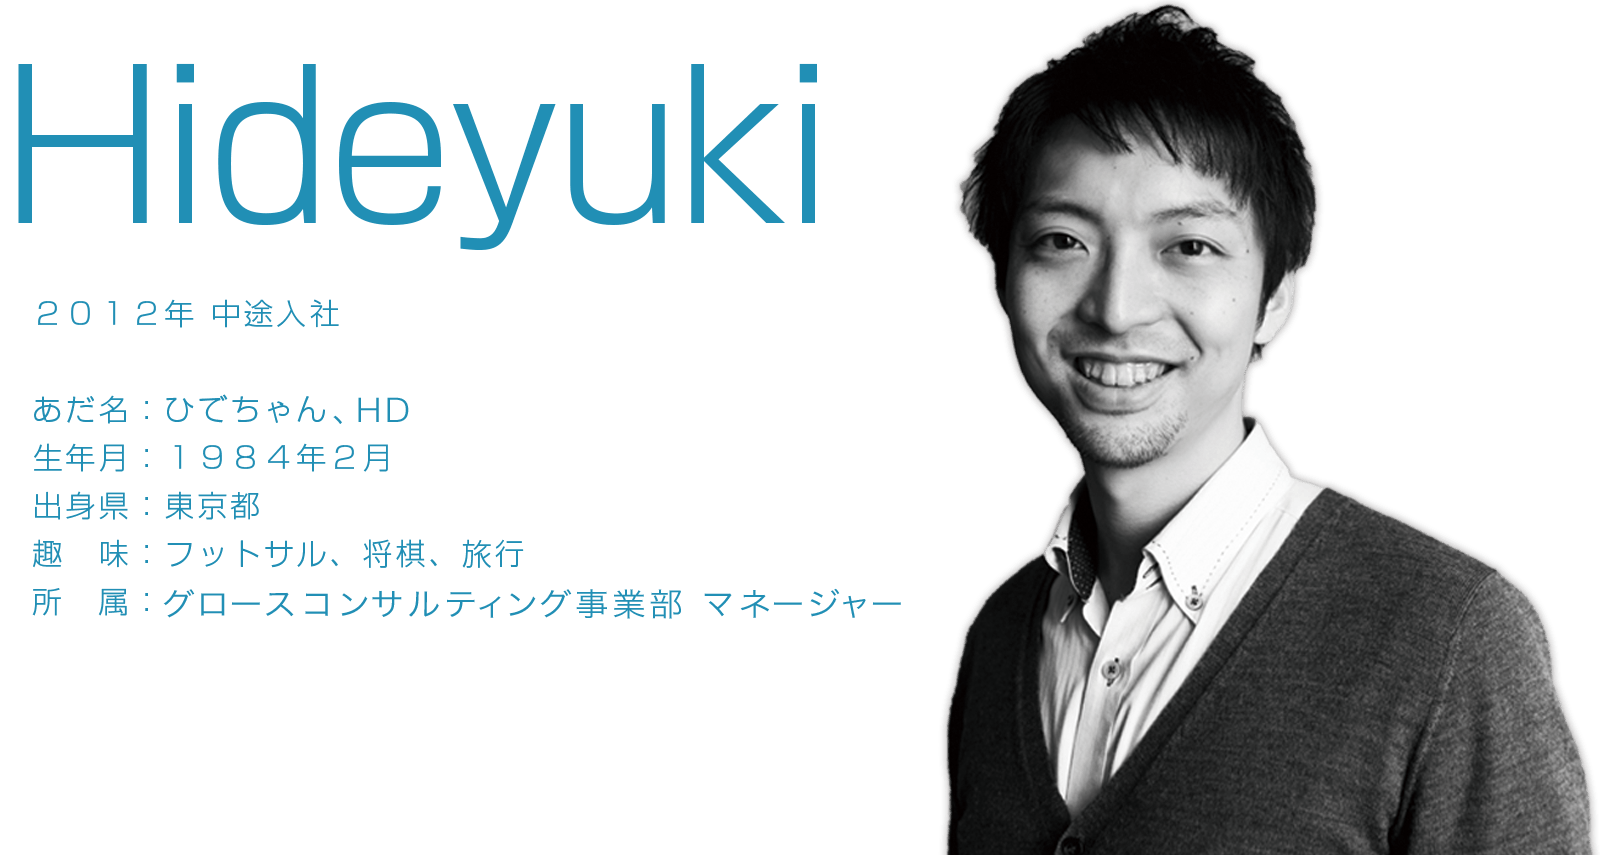 Hideyuki
２０１２年 中途入社
あだ名：ひでちゃん、HD
生年月：１９８４年２月
出身県：東京都
趣　味：フットサル、将棋、旅行
所　属：グロースコンサルティング事業部 マネージャー